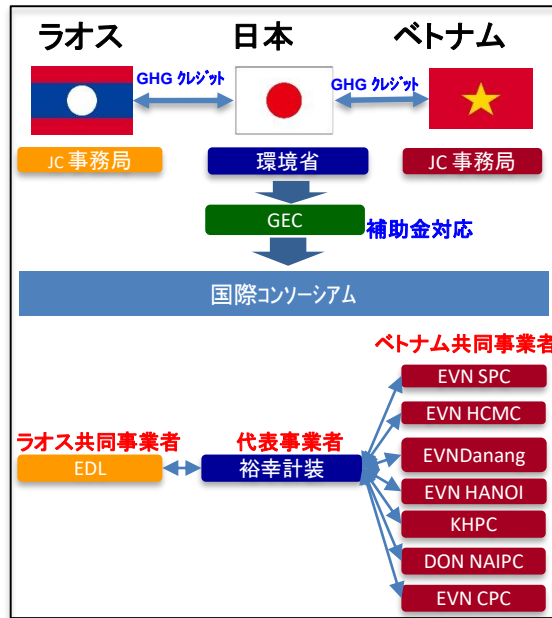 ラオス 日本 ベトナム
GHG クレジット GHG クレジット
JC 事務局 環境省 JC 事務局
GEC
補助金対応
国際コンソーシアム
ベトナム共同事業者
EVN SPC
EVN HCMC
ラオス共同事業者 代表事業者
EVNDanang
EDL 裕幸計装
EVN HANOI
KHPC
DON NAIPC
EVN CPC